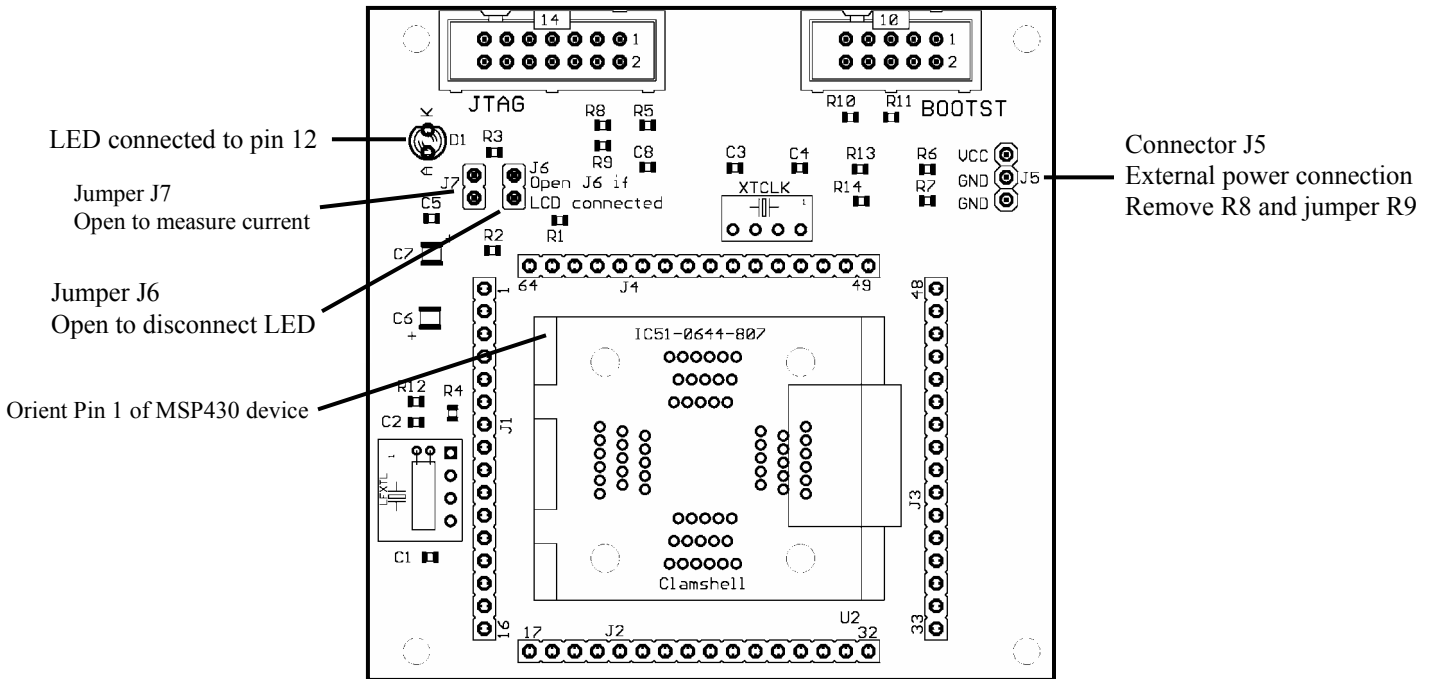 14
10
1
2
1
2
JTAG
BOOTST
LED connected to pin 12
K
D1
A
R3
R8
R5
R9
C8
R10
R11
C3
C4
R13
R6
R14
R7
VCC
GND
GND
J5
Connector J5
External power connection
Remove R8 and jumper R9
Jumper J7
Open to measure current
J7
J6
Open J6 if
LCD connected
XTCLK
1
C5
+
C7
R2
R1
Jumper J6
Open to disconnect LED
64
J4
49
1
48
C6
+
IC51-0644-807
Orient Pin 1 of MSP430 device
R12
R4
C2
J1
1
LFXTL
J3
C1
Clamshell
U2
16
17
J2
32
33